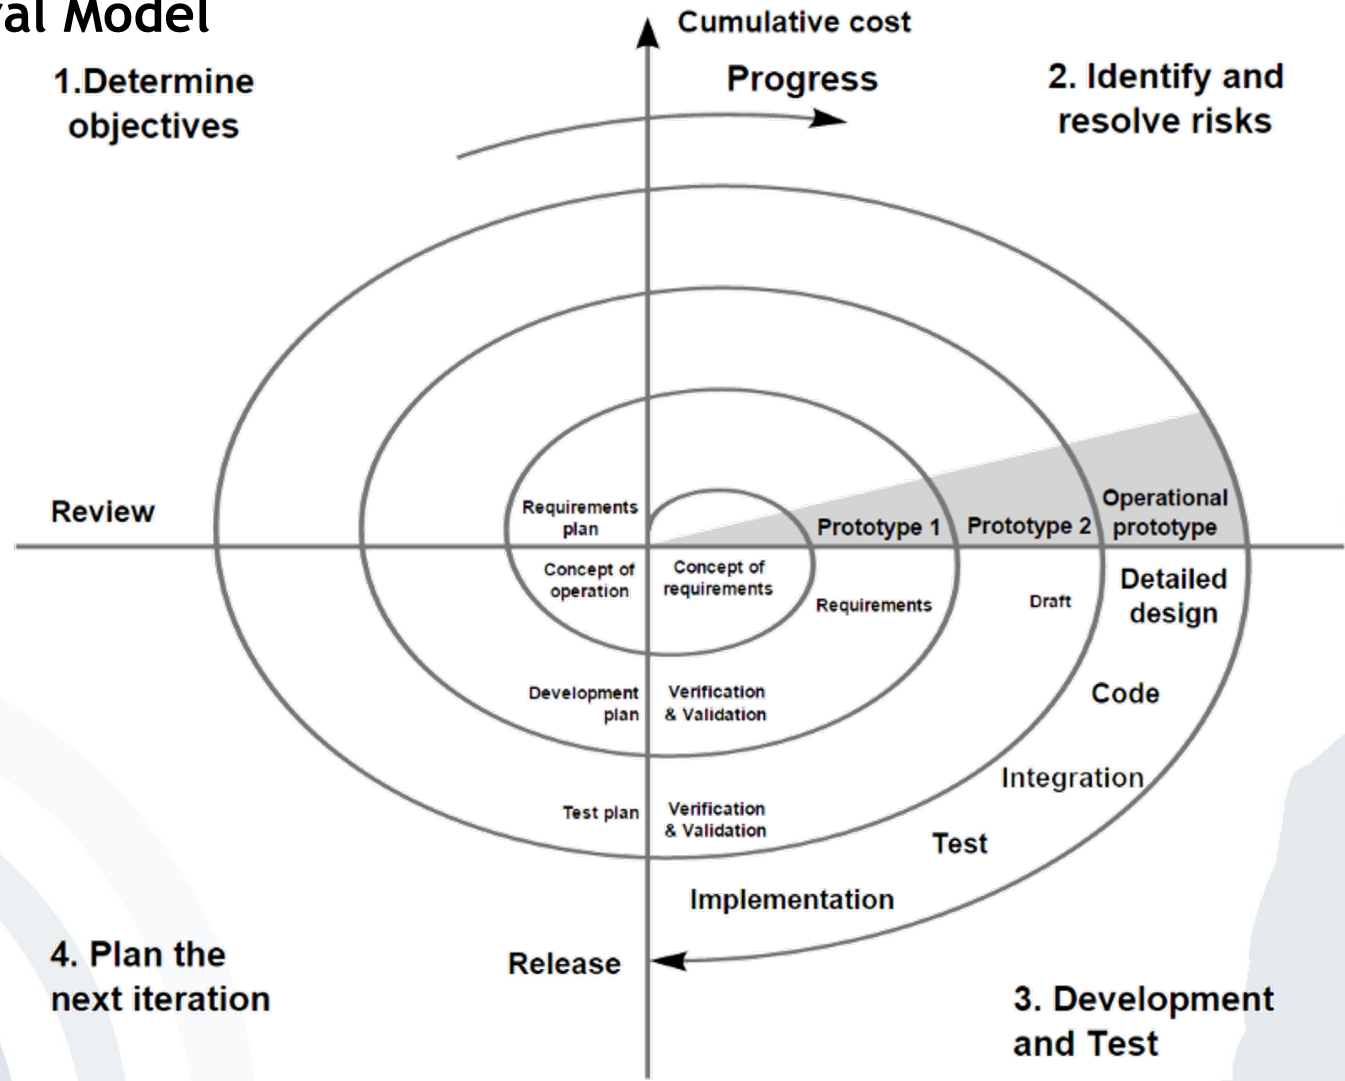 ral Model
Cumulative cost
Progress
1.Determine
objectives
2. Identify and
resolve risks
Review
Requirements
plan
Prototype 1
Prototype 2
Operational
prototype
Concept of
operation
Concept of
requirements
Requirements
Draft
Detailed
design
Development
plan
Verification
& Validation
Code
Integration
Test plan
Verification
& Validation
Test
Implementation
Release
4. Plan the
next iteration
3. Development
and Test